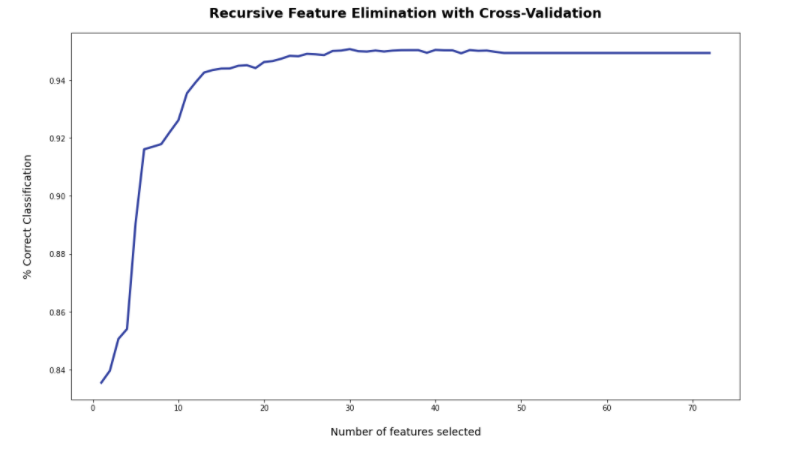 Recursive Feature Elimination with Cross-Validation
% Correct Classification
0.94
0.92
0.90
0.88
0.86
0.84
0 10 20 30 40 50 60 70
Number of features selected